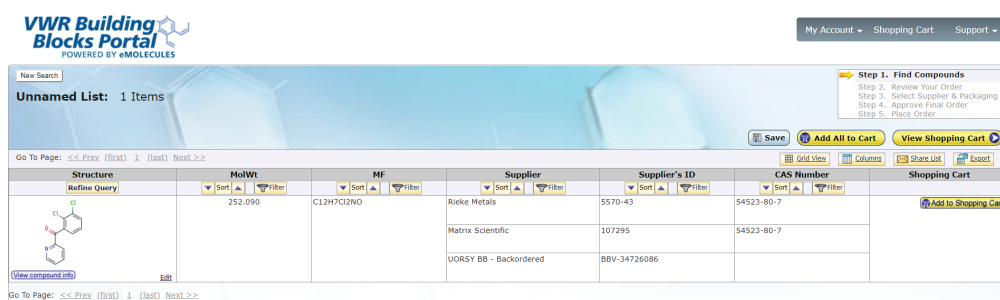 VWR Building
Blocks Portal
POWERED BY eMOLECULES
My Account Shopping Cart Support
New Search
Unnamed List: 1 Items
Step 1. Find Compounds
Step 2. Review Your Order
Step 3. Select Supplier & Packaging
Step 4. Approve Final Order
Step 5. Place Order
Save Add All to Cart View Shopping Cart
Go To Page: << Prev (first) 1 (last) Next >>
Grid View Columns Share List Export
Structure MolWt MF Supplier Supplier's ID CAS Number Shopping Cart
Refine Query Sort Filter Sort Filter Sort Filter Sort Filter Sort Filter
252.090 C12H7Cl2NO Rieke Metals 5570-43 54523-80-7 Add to Shopping Car
Cl
Cl
O
N
Matrix Scientific 107295 54523-80-7
UORSY BB - Backordered BBV-34726086
View compound info Edit
Go To Page: << Prev (first) 1 (last) Next >>